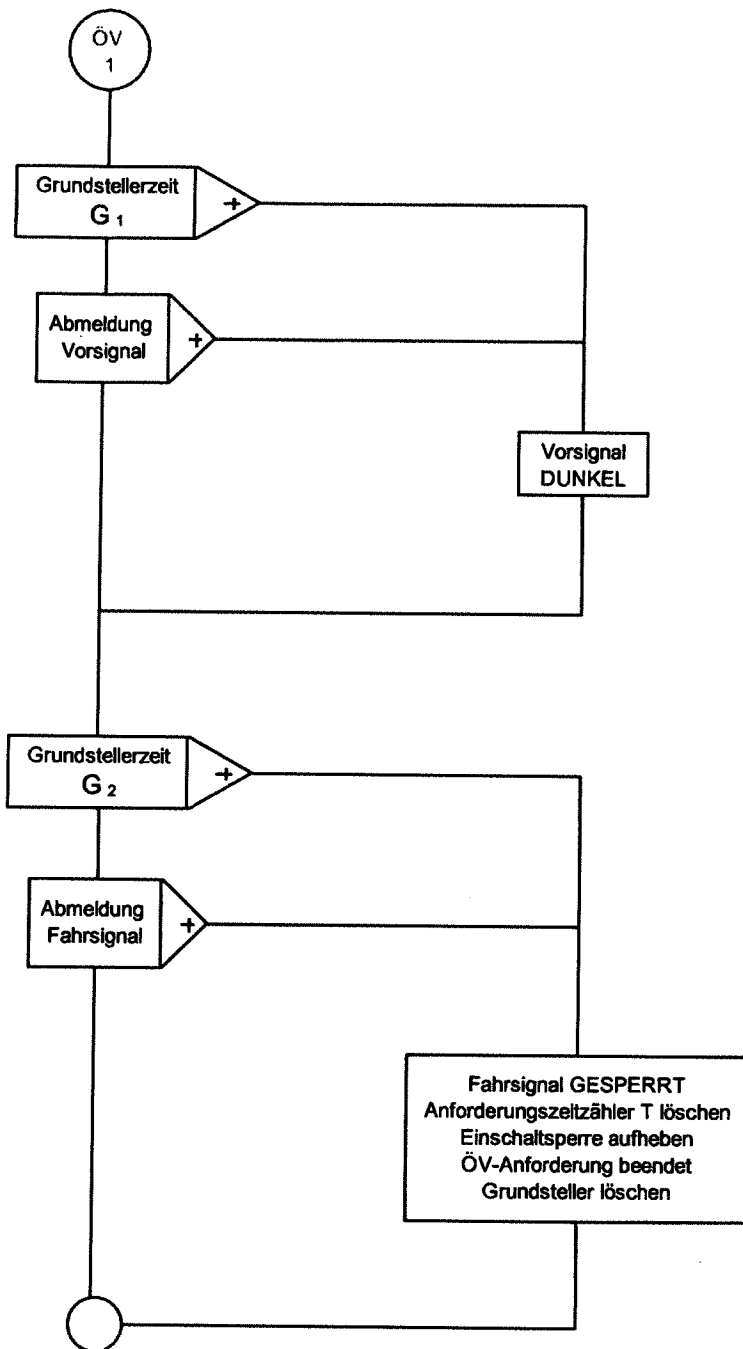 ÖV
1
Grundstellerzeit
G 1
+
Abmeldung
Vorsignal
+
Vorsignal
DUNKEL
Grundstellerzeit
G 2
+
Abmeldung
Fahrsignal
+
Fahrsignal GESPERRT
Anforderungszeitzähler T löschen
Einschaltsperre aufheben
ÖV-Anforderung beendet
Grundsteller löschen